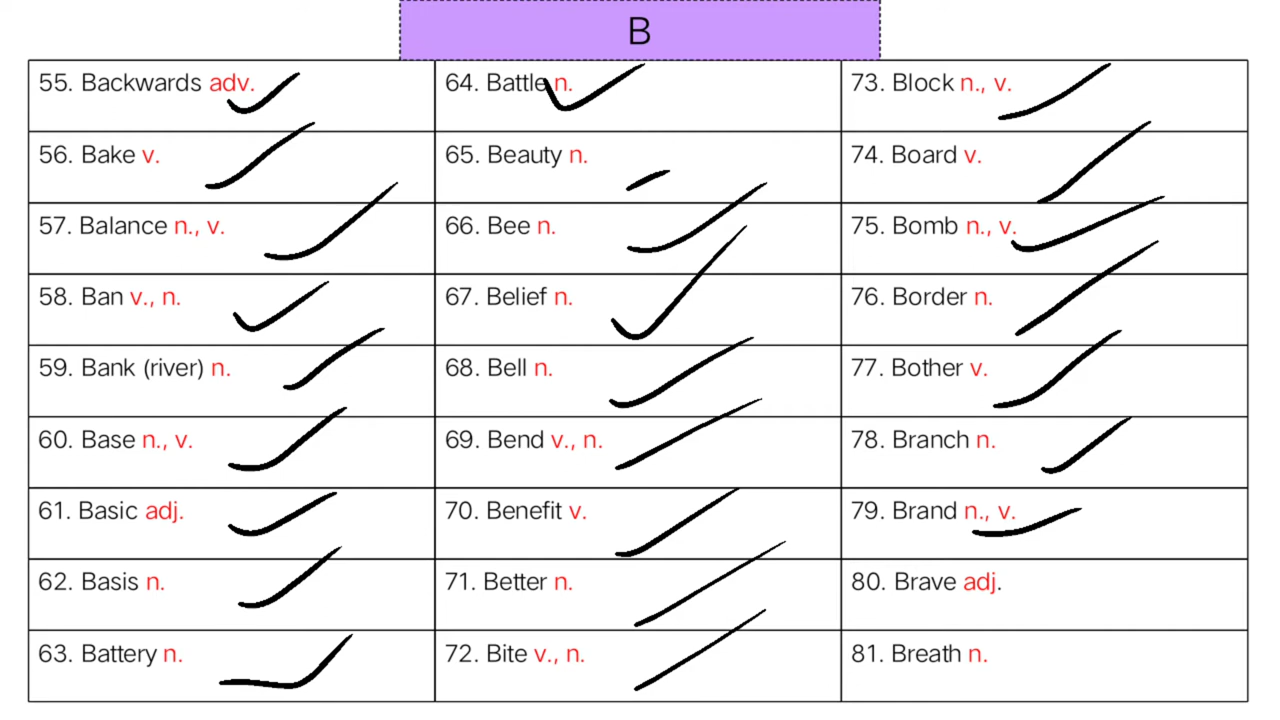 B
55. Backwards adv.
56. Bake v.
57. Balance n., v.
58. Ban v., n.
59. Bank (river) n.
60. Base n., v.
61. Basic adj.
62. Basis n.
63. Battery n.
64. Battle n.
65. Beauty n.
66. Bee n.
67. Belief n.
68. Bell n.
69. Bend v., n.
70. Benefit v.
71. Better n.
72. Bite v., n.
73. Block n., v.
74. Board v.
75. Bomb n., v.
76. Border n.
77. Bother v.
78. Branch n.
79. Brand n., v.
80. Brave adj.
81. Breath n.